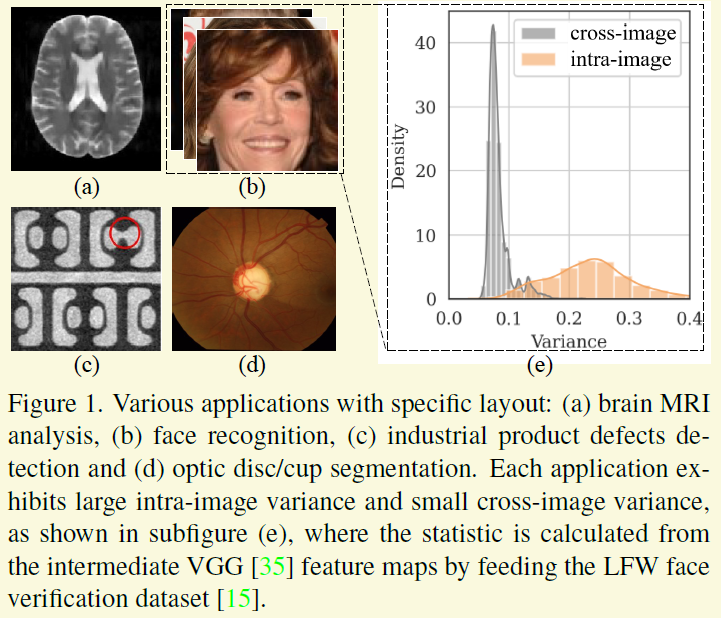 (a)
(b)
(c)
(d)
cross-image
intra-image
40
30
20
10
0
Density
0.0 0.1 0.2 0.3 0.4
Variance
(e)
Figure 1. Various applications with specific layout: (a) brain MRI
analysis, (b) face recognition, (c) industrial product defects de-
tection and (d) optic disc/cup segmentation. Each application ex-
hibits large intra-image variance and small cross-image variance,
as shown in subfigure (e), where the statistic is calculated from
the intermediate VGG [35] feature maps by feeding the LFW face
verification dataset [15].